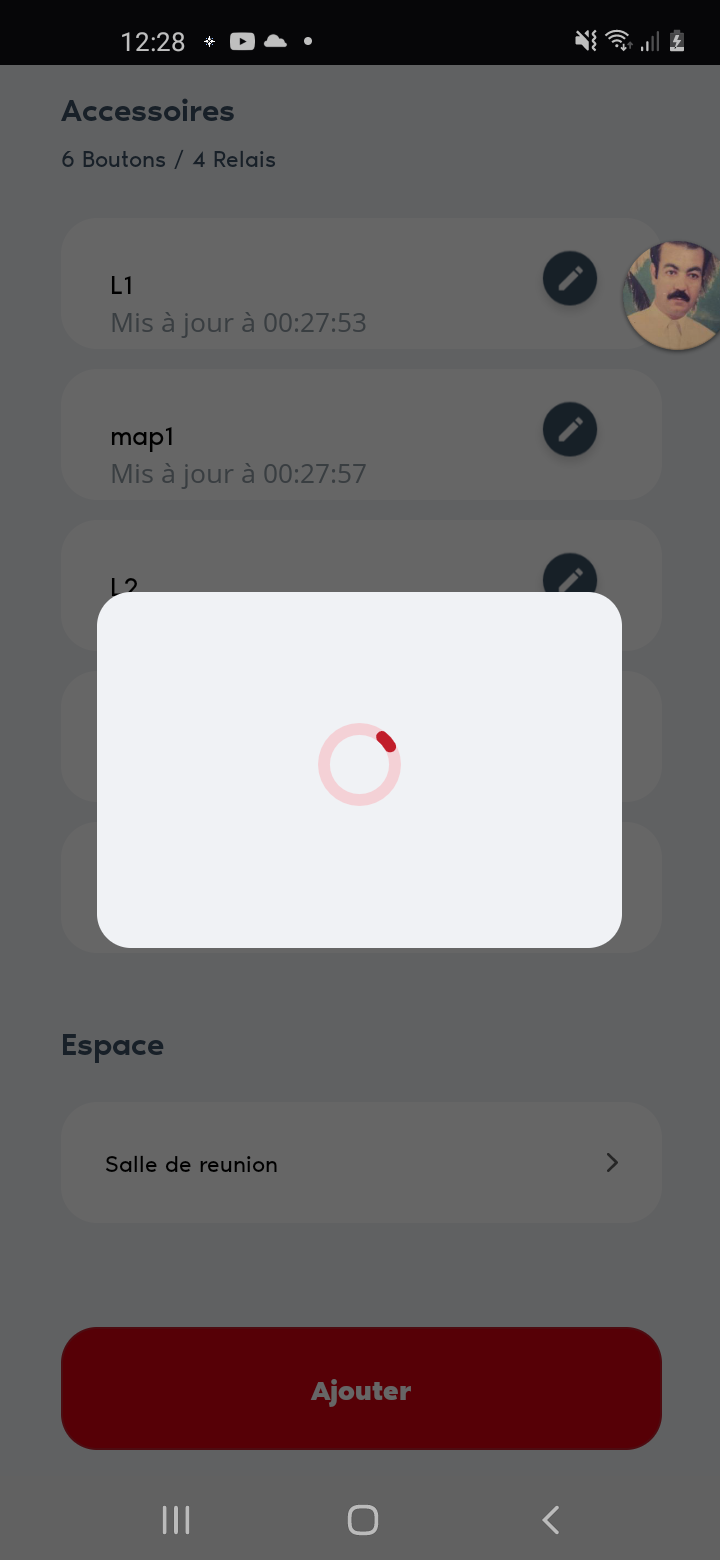 12:28
Accessoires
6 Boutons / 4 Relais
L1
Mis à jour à 00:27:53
map1
Mis à jour à 00:27:57
L2
Espace
Salle de reunion
Ajouter